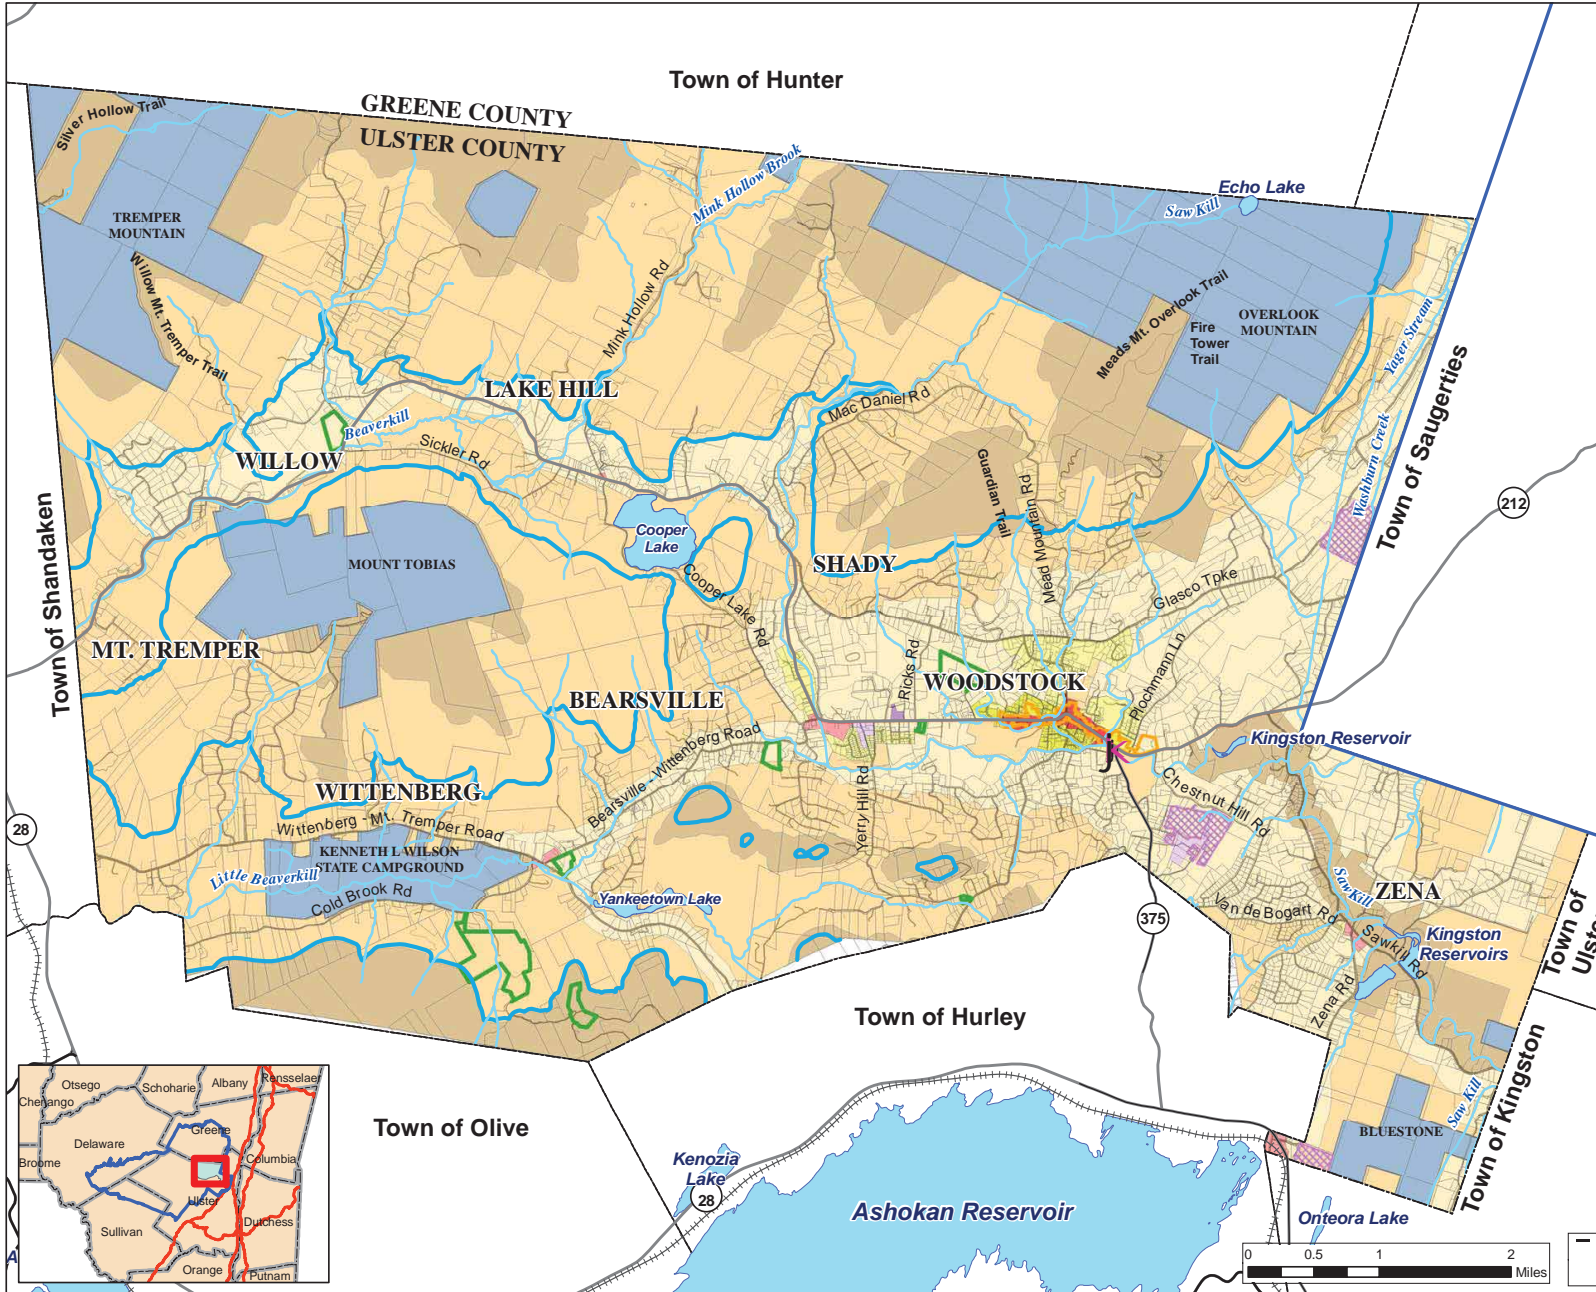 Town of Hunter
GREENE COUNTY
ULSTER COUNTY
Silver Hollow Trail
Mink Hollow Brook
Echo Lake
Saw Kill
TREMPER
MOUNTAIN
Willow Mt. Tremper Trail
Mink Hollow Rd
Meads Mt. Overlook Trail
Fire
Tower
Trail
OVERLOOK
MOUNTAIN
Yager Stream
Town of Saugerties
LAKE HILL
Mac Daniel Rd
Beaverkill
Sickler Rd
WILLOW
Guardian Trail
Mead Mountain Rd
Washburn Creek
212
Town of Shandaken
Cooper
Lake
MOUNT TOBIAS
SHADY
Cooper Lake Rd
Glasco Tpke
MT. TREMPER
Ricks Rd
WOODSTOCK
Plochmann Ln
BEARSVILLE
Bearsville - Wittenberg Road
Kingston Reservoir
WITTENBERG
Wittenberg - Mt. Tremper Road
Yerry Hill Rd
Chestnut Hill Rd
28
KENNETH L WILSON
STATE CAMPGROUND
Little Beaverkill
Cold Brook Rd
Yankeetown Lake
SawKill
ZENA
375
Van de Bogart Rd
Sawkill Rd
Kingston
Reservoirs
Zena Rd
Town of
Town of Hurley
Town of Kingston
Saw Kill
BLUESTONE
Town of Olive
Kenozia
Lake
28
Ashokan Reservoir
Onteora Lake
0 0.5 1 2
Miles
Otsego
Schoharie
Albany
Rensselaer
Chenango
Delaware
Greene
Broome
Columbia
Ulster
Sullivan
Dutchess
Orange
Putnam